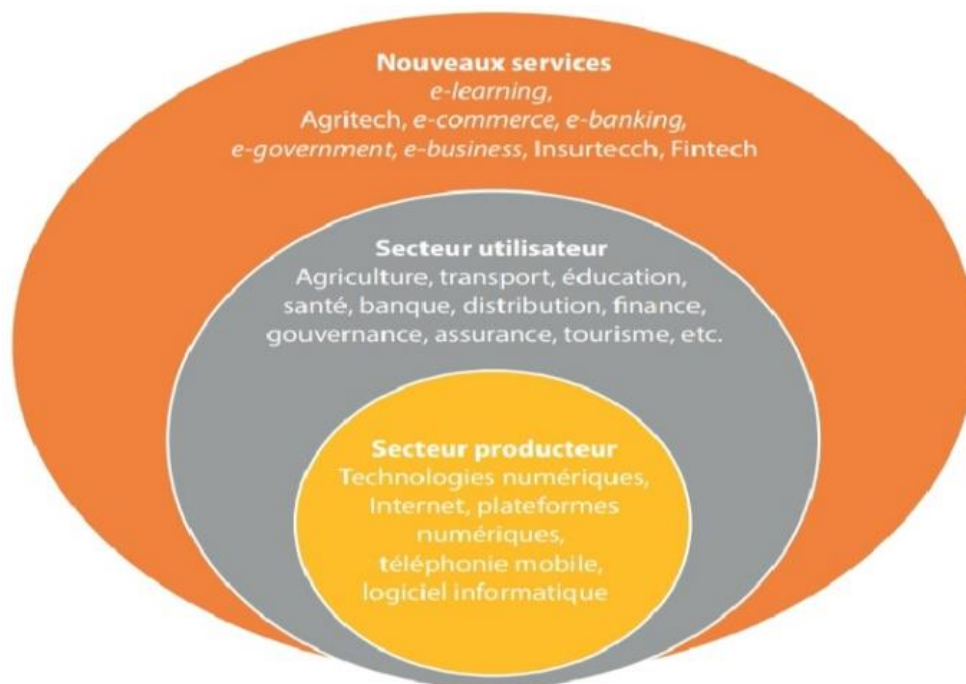 Nouveaux services
e-learning,
Agritech, e-commerce, e-banking,
e-government, e-business, Insurtecch, Fintech
Secteur utilisateur
Agriculture, transport, éducation,
santé, banque, distribution, finance,
gouvernance, assurance, tourisme, etc.
Secteur producteur
Technologies numériques,
Internet, plateformes
numériques,
téléphonie mobile,
logiciel informatique